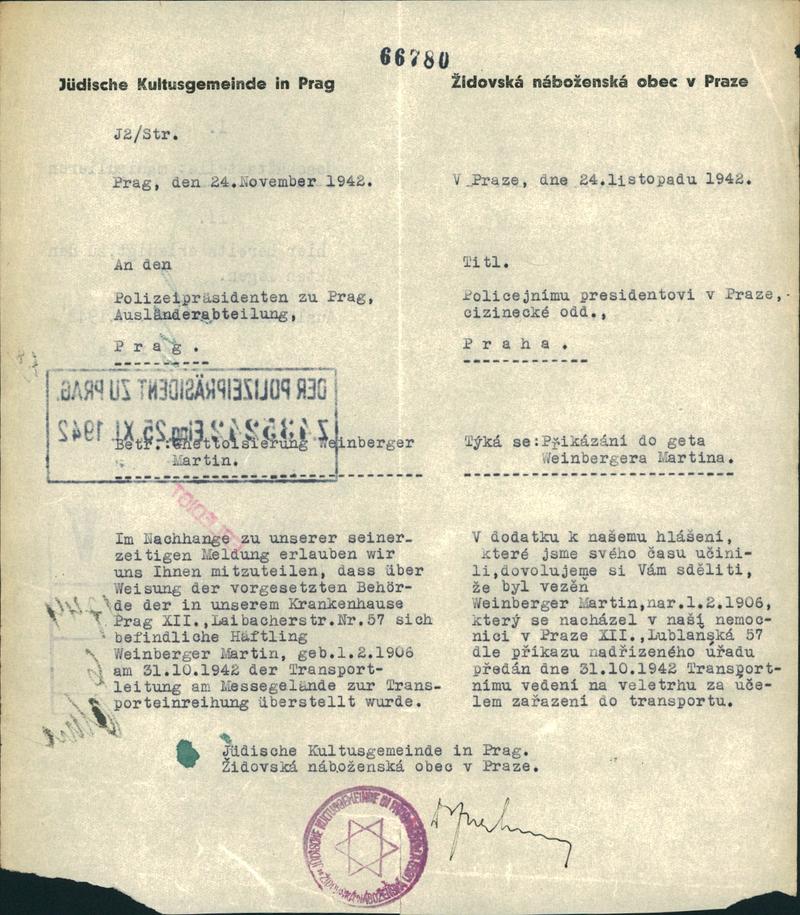 66780
Jüdische Kultusgemeinde in Prag
J2/Str.
Prag, den 24.November 1942.
An den
Polizeipräsidenten zu Prag,
Ausländerabteilung,
P r a g .
DER POLIZEIPRÄSIDENT ZU PRAG.
Eing. 25. XI. 1942
Betr.: Ghettoisierung Weinberger
Martin.
Im Nachhange zu unserer seiner-
zeitigen Meldung erlauben wir
uns Ihnen mitzuteilen, dass über
Weisung der vorgesetzten Behör-
de der in unserem Krankenhause
Prag XII.,Laibacherstr.Nr.57 sich
befindliche Häftling
Weinberger Martin, geb.1.2.1906
am 31.10.1942 der Transport-
leitung am Messegelände zur Trans-
porteinreihung überstellt wurde.
Židovská náboženská obec v Praze
V Praze, dne 24.listopadu 1942.
Titl.
Policejnímu presidentovi v Praze,
cizinecké odd.,
P r a h a .
Týká se:Přikázání do geta
Weinbergera Martina.
V dodatku k našemu hlášení,
které jsme svého času učini-
li,dovolujeme si Vám sděliti,
že byl vezěň
Weinberger Martin,nar.1.2.1906,
který se nacházel v naší nemoc-
nici v Praze XII.,Lublaňská 57
dle příkazu nadřízeného úřadu
předán dne 31.10.1942 Transport-
nímu vedení na veletrhu za úče-
lem zařazení do transportu.
Jüdische Kultusgemeinde in Prag.
Židovská náboženská obec v Praze.
JÜDISCHE KULTUSGEMEINDE IN PRAG